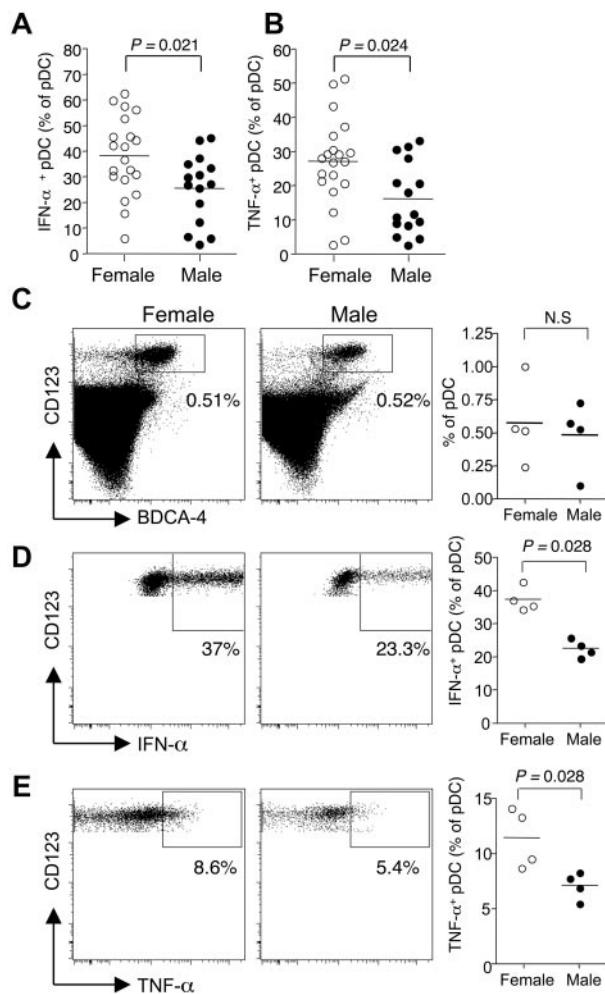 A
P = 0.021
IFN-α + pDC (% of pDC)
80
70
60
50
40
30
20
10
0
Female
Male
B
P = 0.024
TNF-α+ pDC (% of pDC)
60
50
40
30
20
10
0
Female
Male
C
Female
Male
CD123
0.51%
0.52%
BDCA-4
N.S
% of pDC
1.25
1.00
0.75
0.50
0.25
0.00
Female
Male
D
CD123
37%
23.3%
IFN-α
P = 0.028
IFN-α+ pDC (% of pDC)
50
40
30
20
10
0
Female
Male
E
CD123
8.6%
5.4%
TNF-α
P = 0.028
TNF-α+ pDC (% of pDC)
15
10
5
0
Female
Male